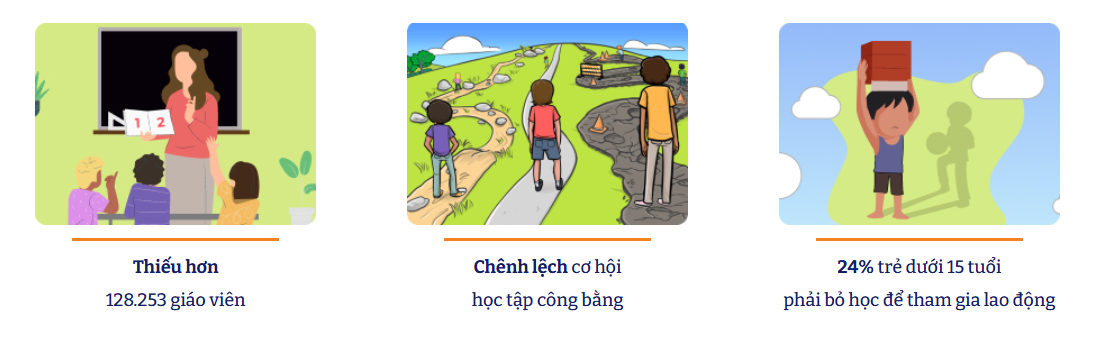 1 2
Thiếu hơn
128.253 giáo viên
Chênh lệch cơ hội
học tập công bằng
24% trẻ dưới 15 tuổi
phải bỏ học để tham gia lao động